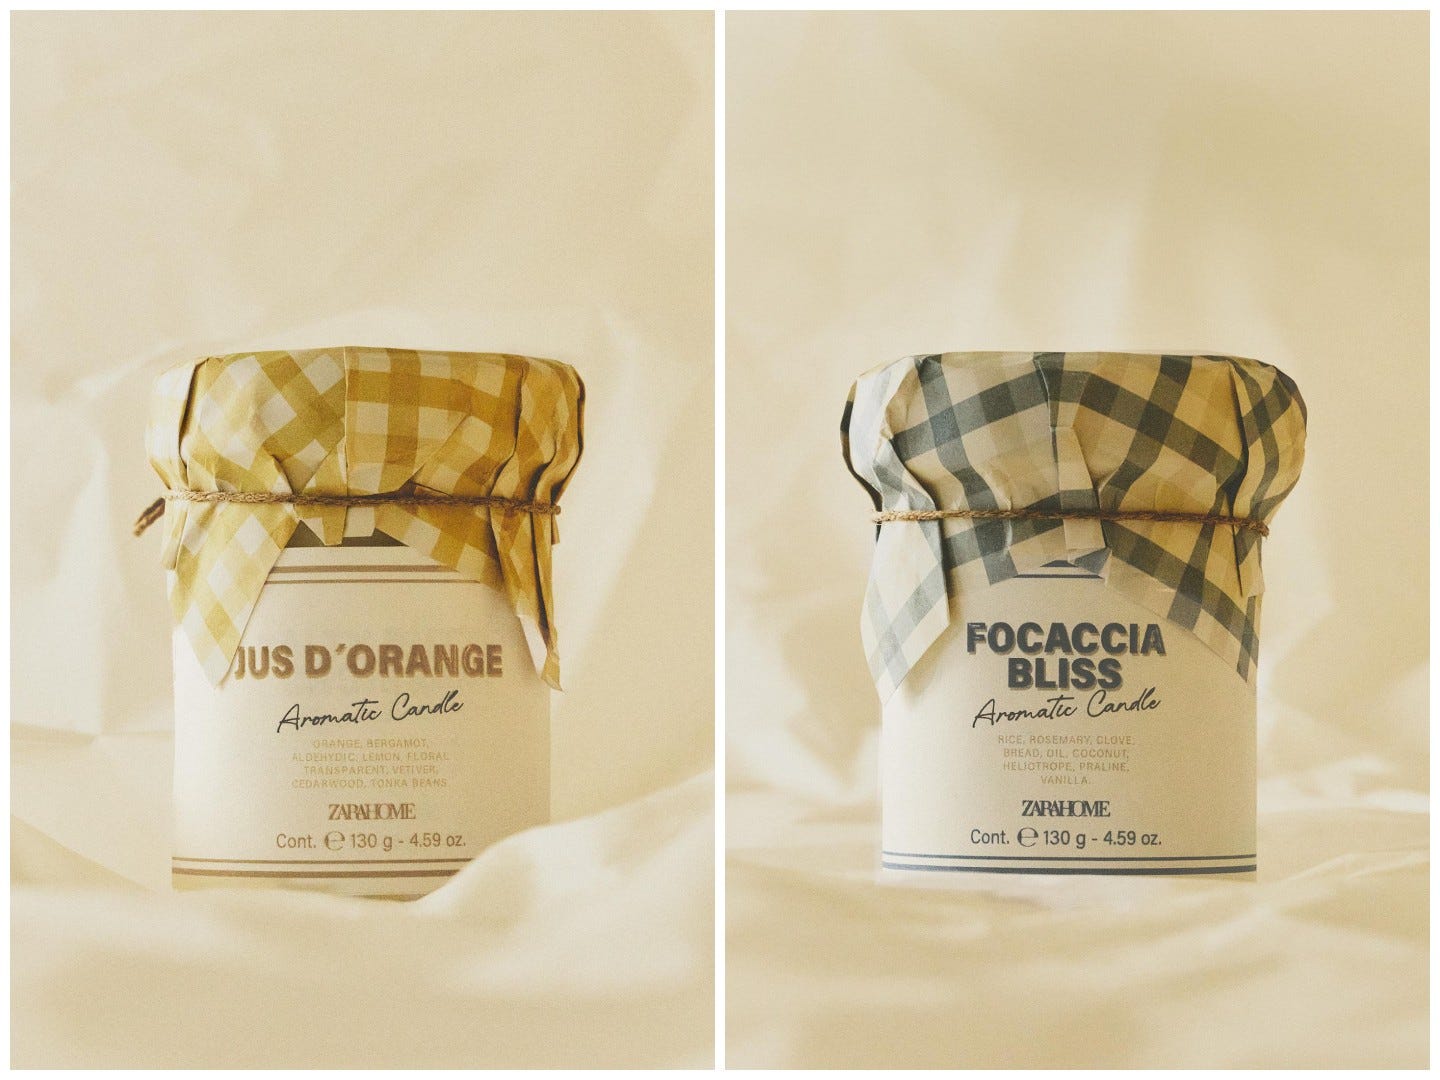 JUS D´ORANGE
Aromatic Candle
ORANGE, BERGAMOT,
ALDEHYDIC, LEMON, FLORAL
TRANSPARENT, VETIVER,
CEDARWOOD, TONKA BEANS
ZARAHOME
Cont. ℮ 130 g - 4.59 oz.
FOCACCIA
BLISS
Aromatic Candle
RICE, ROSEMARY, CLOVE,
BREAD, OIL, COCONUT,
HELIOTROPE, PRALINE,
VANILLA.
ZARAHOME
Cont. ℮ 130 g - 4.59 oz.